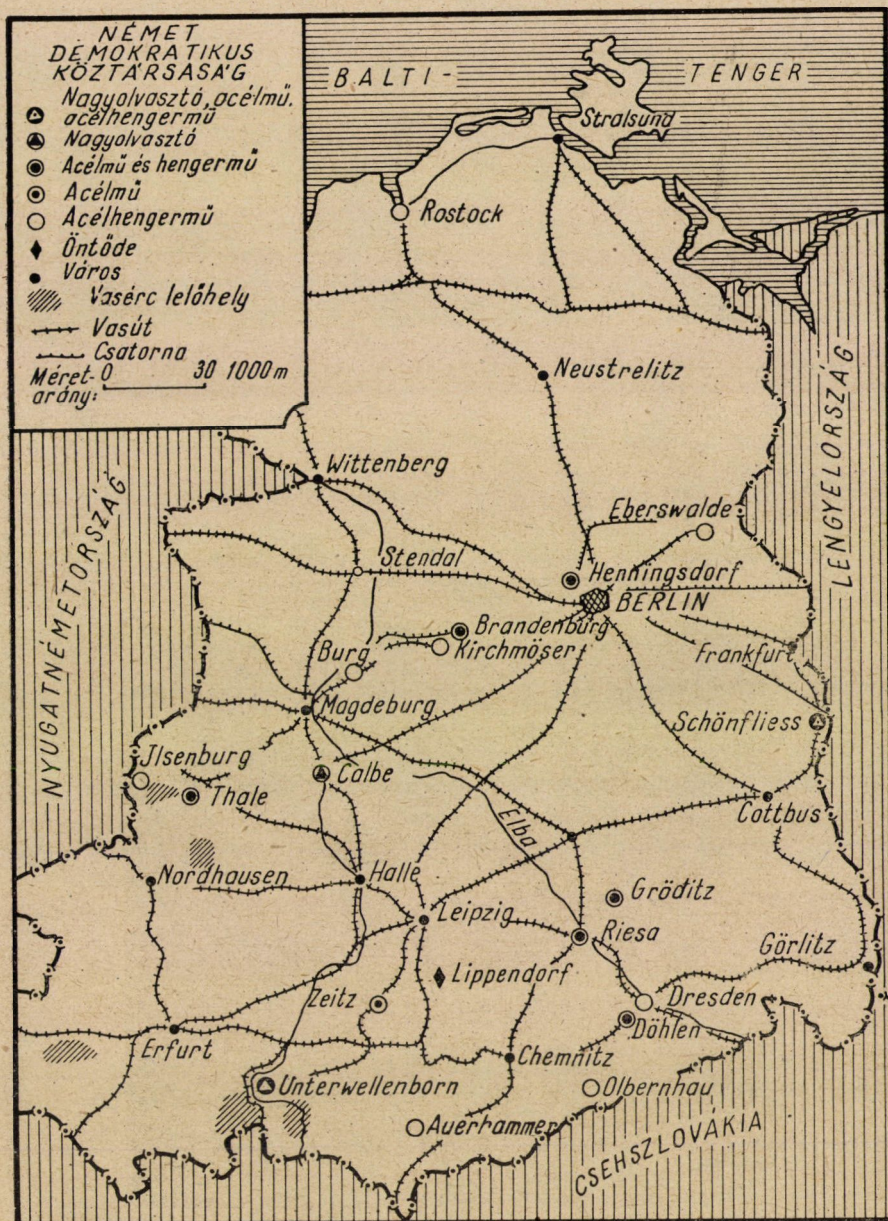 NÉMET
DEMOKRATIKUS
KÖZTÁRSASÁG
Nagyolvasztó, acélmű.
acélhengermű
Nagyolvasztó
Acélmű és hengermű
Acélmű
Acélhengermű
Öntöde
Város
Vasérc lelőhely
Vasút
Csatorna
Méret-
arány: 0 30 1000 m
BALTI- TENGER
Stralsund
Rostock
Neustrelitz
LENGYELORSZÁG
NYUGATNÉMETORSZÁG
Wittenberg
Eberswalde
Stendal
Henningsdorf
BERLIN
Brandenburg
Kirchmöser
Burg
Frankfurt
Magdeburg
Schönfliess
Jlsenburg
Calbe
Thale
Cottbus
Elba
Nordhausen
Halle
Gröditz
Leipzig
Riesa
Görlitz
Lippendorf
Zeitz
Dresden
Döhlen
Erfurt
Chemnitz
Unterwellenborn
Olbernhau
Auerhammer
CSEHSZLOVÁKIA